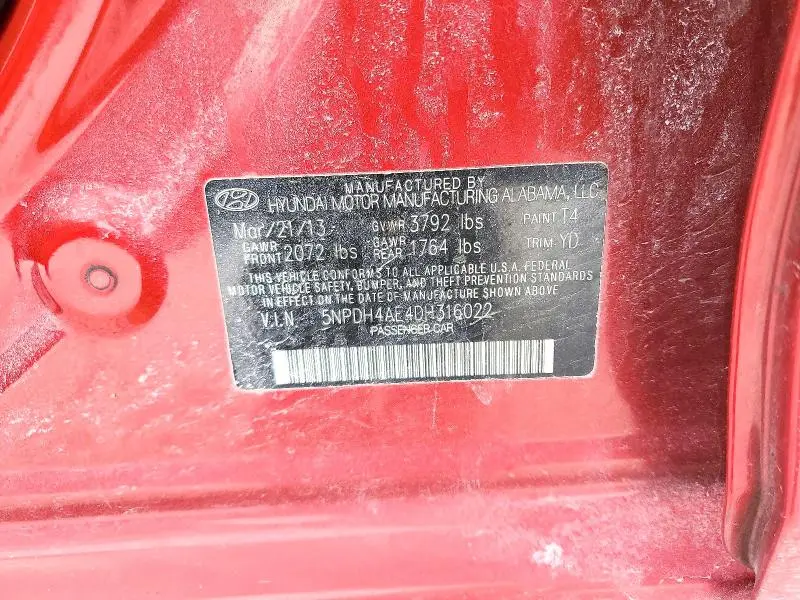 MANUFACTURED BY
HYUNDAI MOTOR MANUFACTURING ALABAMA, LLC
Mar/21/13 GVWR 3792 lbs PAINT T4
GAWR FRONT 2072 lbs GAWR REAR 1764 lbs TRIM: YD
THIS VEHICLE CONFORMS TO ALL APPLICABLE U.S.A. FEDERAL
MOTOR VEHICLE SAFETY, BUMPER, AND THEFT PREVENTION STANDARDS
IN EFFECT ON THE DATE OF MANUFACTURE SHOWN ABOVE.
V.I.N. 5NPDH4AE4DH316022
PASSENGER CAR